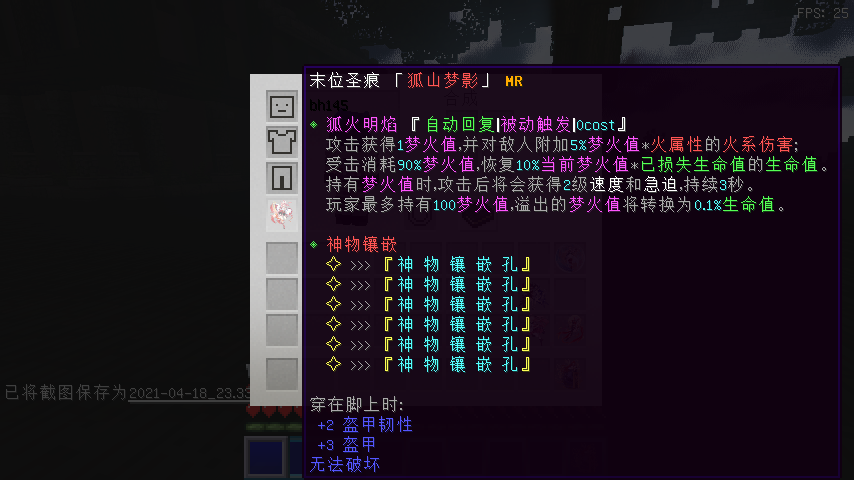 FPS: 25
末位圣痕 「狐山梦影」 MR
bh145
狐火明焰 『自动回复|被动触发|0cost』
攻击获得1梦火值,并对敌人附加5%梦火值*火属性的火系伤害;
受击消耗90%梦火值,恢复10%当前梦火值*已损失生命值的生命值。
持有梦火值时,攻击后将会获得2级速度和急迫,持续3秒。
玩家最多持有100梦火值,溢出的梦火值将转换为0.1%生命值。
神物镶嵌
>>> 『神 物 镶 嵌 孔』
>>> 『神 物 镶 嵌 孔』
>>> 『神 物 镶 嵌 孔』
>>> 『神 物 镶 嵌 孔』
>>> 『神 物 镶 嵌 孔』
>>> 『神 物 镶 嵌 孔』
已将截图保存为2021-04-18_23.33
穿在脚上时:
+2 盔甲韧性
+3 盔甲
无法破坏